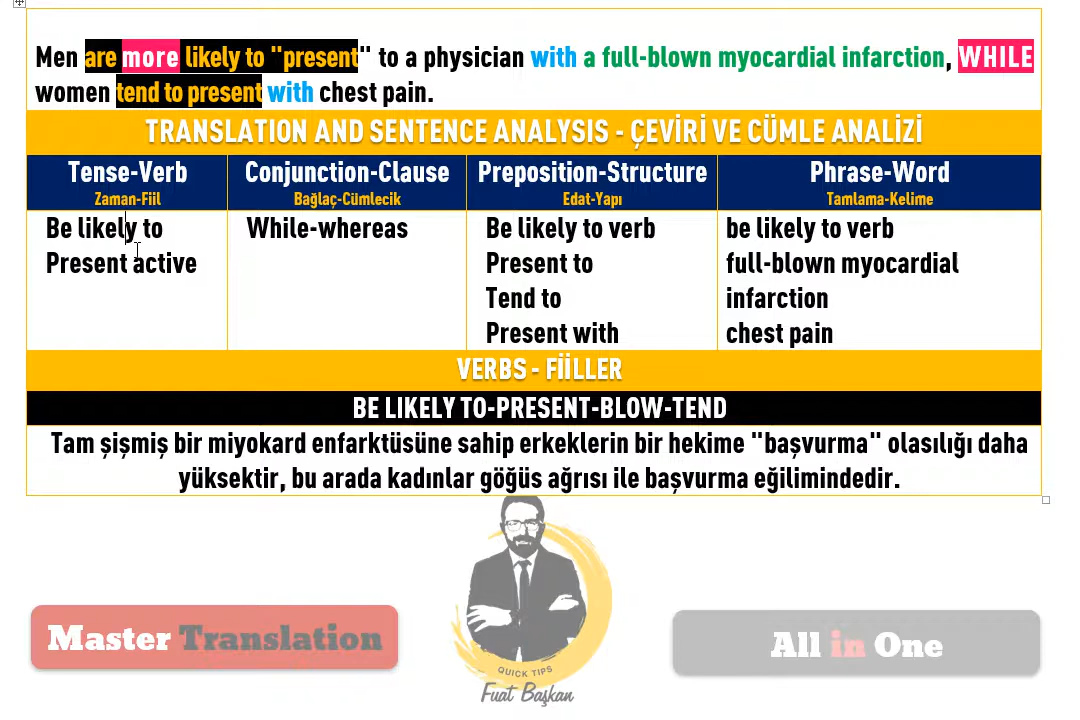 Men are more likely to "present" to a physician with a full-blown myocardial infarction, WHILE
women tend to present with chest pain.
TRANSLATION AND SENTENCE ANALYSIS - ÇEVİRİ VE CÜMLE ANALİZİ
Tense-Verb Conjunction-Clause Preposition-Structure Phrase-Word
Zaman-Fiil Bağlaç-Cümlecik Edat-Yapı Tamlama-Kelime
Be likely to While-whereas Be likely to verb be likely to verb
Present active Present to full-blown myocardial
Tend to infarction
Present with chest pain
VERBS - FİİLLER
BE LIKELY TO-PRESENT-BLOW-TEND
Tam şişmiş bir miyokard enfarktüsüne sahip erkeklerin bir hekime "başvurma" olasılığı daha
yüksektir, bu arada kadınlar göğüs ağrısı ile başvurma eğilimindedir.
Master Translation
QUICK TIPS
Fuat Başkan
All in One